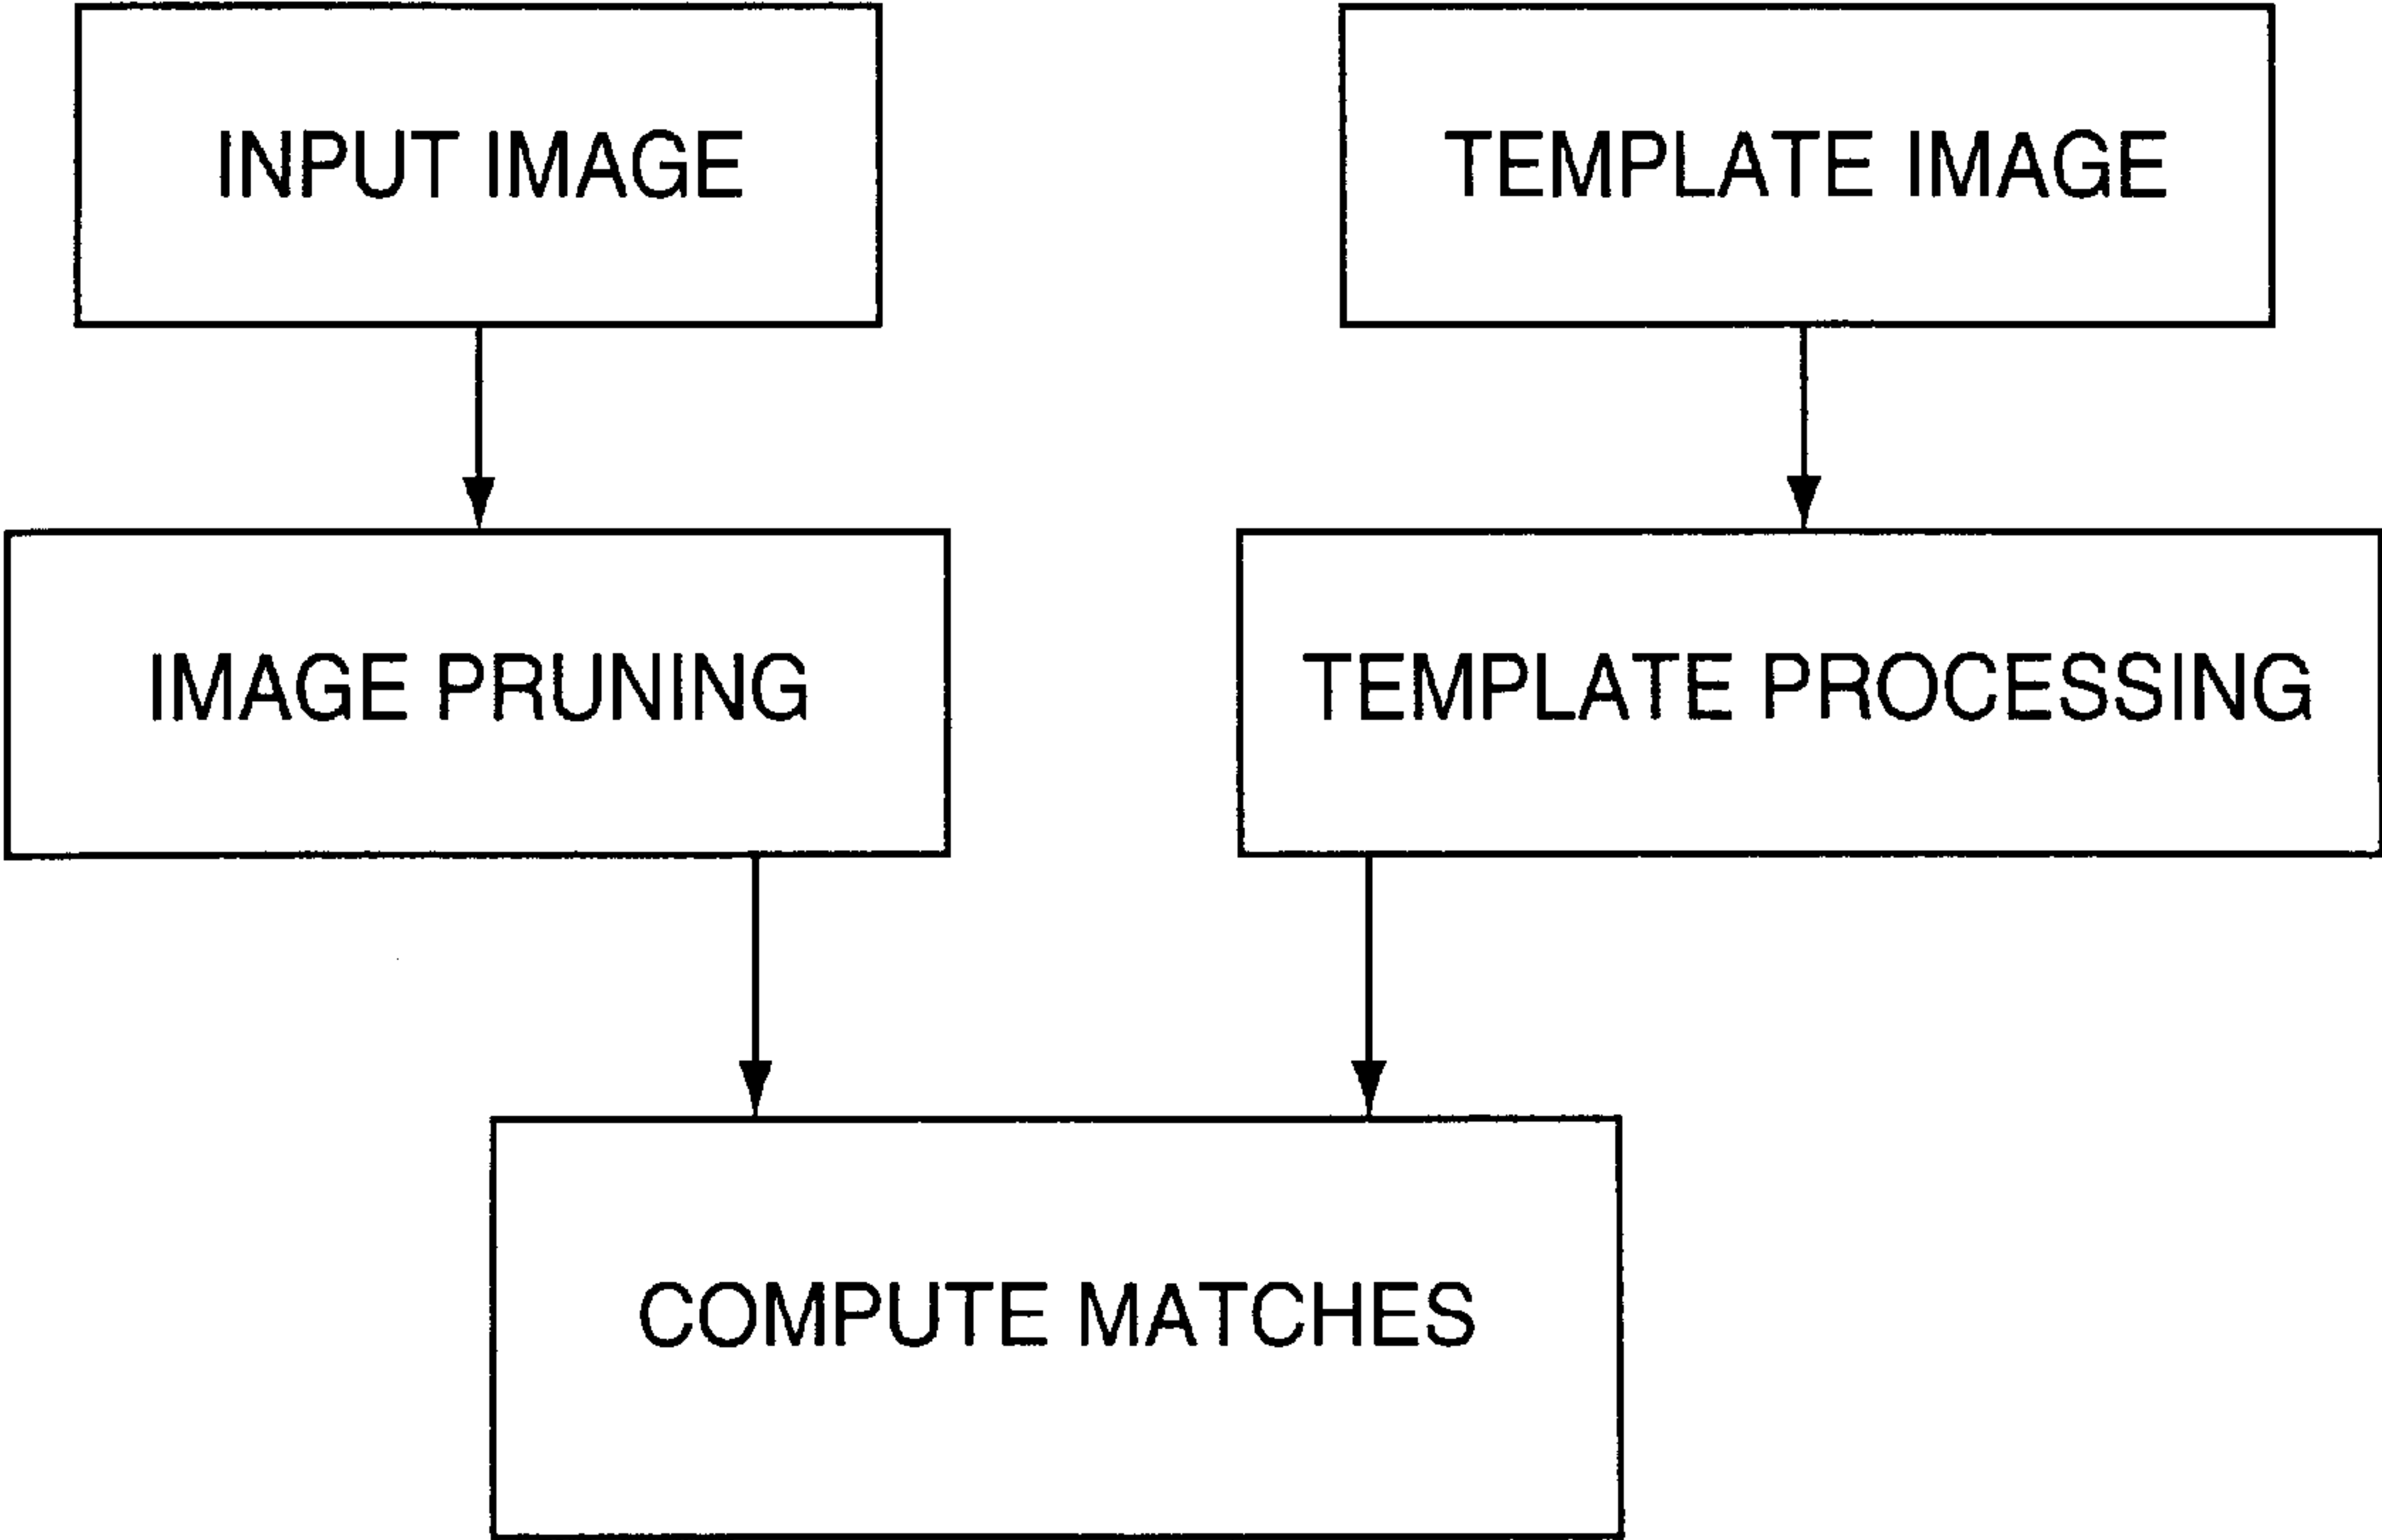 INPUT IMAGE
TEMPLATE IMAGE
IMAGE PRUNING
TEMPLATE PROCESSING
COMPUTE MATCHES